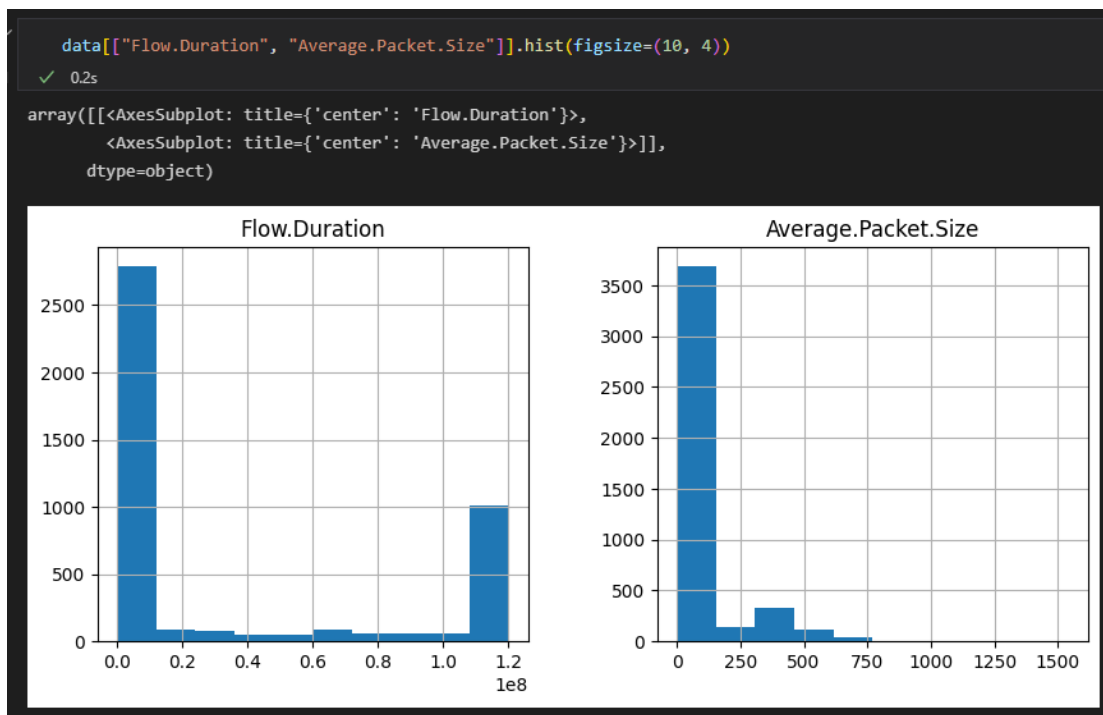 data[["Flow.Duration", "Average.Packet.Size"]].hist(figsize=(10, 4))
✓ 0.2s
array([[<AxesSubplot: title={'center': 'Flow.Duration'}>,
        <AxesSubplot: title={'center': 'Average.Packet.Size'}>]],
      dtype=object)
Flow.Duration
2500
2000
1500
1000
500
0
0.0 0.2 0.4 0.6 0.8 1.0 1.2
1e8
Average.Packet.Size
3500
3000
2500
2000
1500
1000
500
0
0 250 500 750 1000 1250 1500